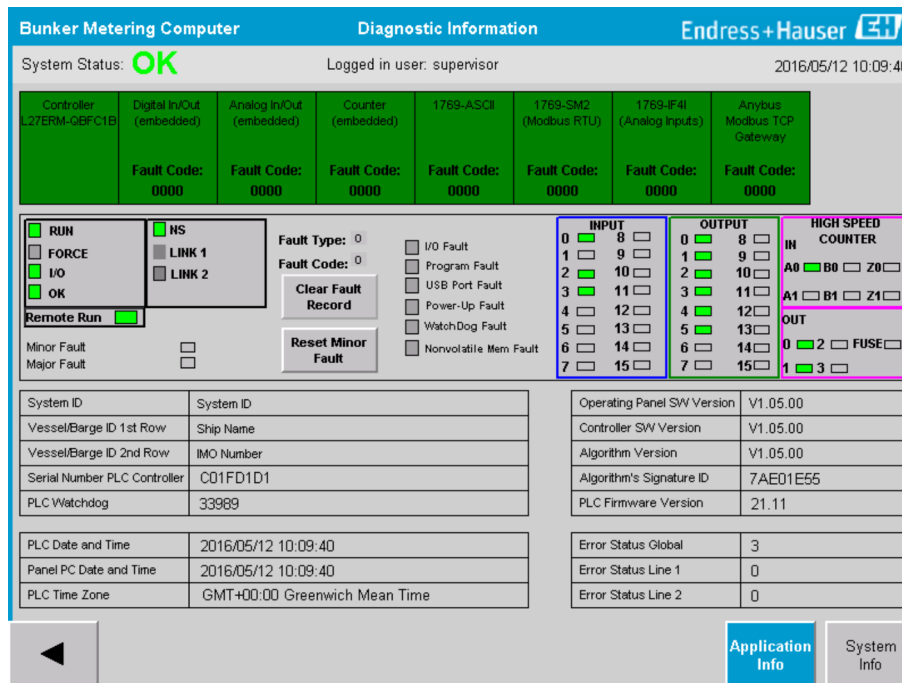 Bunker Metering Computer Diagnostic Information Endress+Hauser EH
System Status: OK Logged in user: supervisor 2016/05/12 10:09:40
Controller Digital In/Out Analog In/Out Counter 1769-ASCII 1769-SM2 1769-IF4I Anybus
L27ERM-QBFC1B (embedded) (embedded) (embedded) (Modbus RTU) (Analog Inputs) Modbus TCP
Gateway
Fault Code: Fault Code: Fault Code: Fault Code: Fault Code: Fault Code: Fault Code:
0000 0000 0000 0000 0000 0000 0000
RUN
FORCE
I/O
OK
Remote Run
NS
LINK 1
LINK 2
Minor Fault
Major Fault
Fault Type: 0
Fault Code: 0
Clear Fault
Record
Reset Minor
Fault
I/O Fault
Program Fault
USB Port Fault
Power-Up Fault
WatchDog Fault
Nonvolatile Mem Fault
INPUT
0 8
1 9
2 10
3 11
4 12
5 13
6 14
7 15
OUTPUT
0 8
1 9
2 10
3 11
4 12
5 13
6 14
7 15
HIGH SPEED
IN COUNTER
A0 B0 Z0
A1 B1 Z1
OUT
0 2 FUSE
1 3
System ID System ID
Vessel/Barge ID 1st Row Ship Name
Vessel/Barge ID 2nd Row IMO Number
Serial Number PLC Controller C01FD1D1
PLC Watchdog 33989
Operating Panel SW Version V1.05.00
Controller SW Version V1.05.00
Algorithm Version V1.05.00
Algorithm's Signature ID 7AE01E55
PLC Firmware Version 21.11
PLC Date and Time 2016/05/12 10:09:40
Panel PC Date and Time 2016/05/12 10:09:40
PLC Time Zone GMT+00:00 Greenwich Mean Time
Error Status Global 3
Error Status Line 1 0
Error Status Line 2 0
Application
Info
System
Info